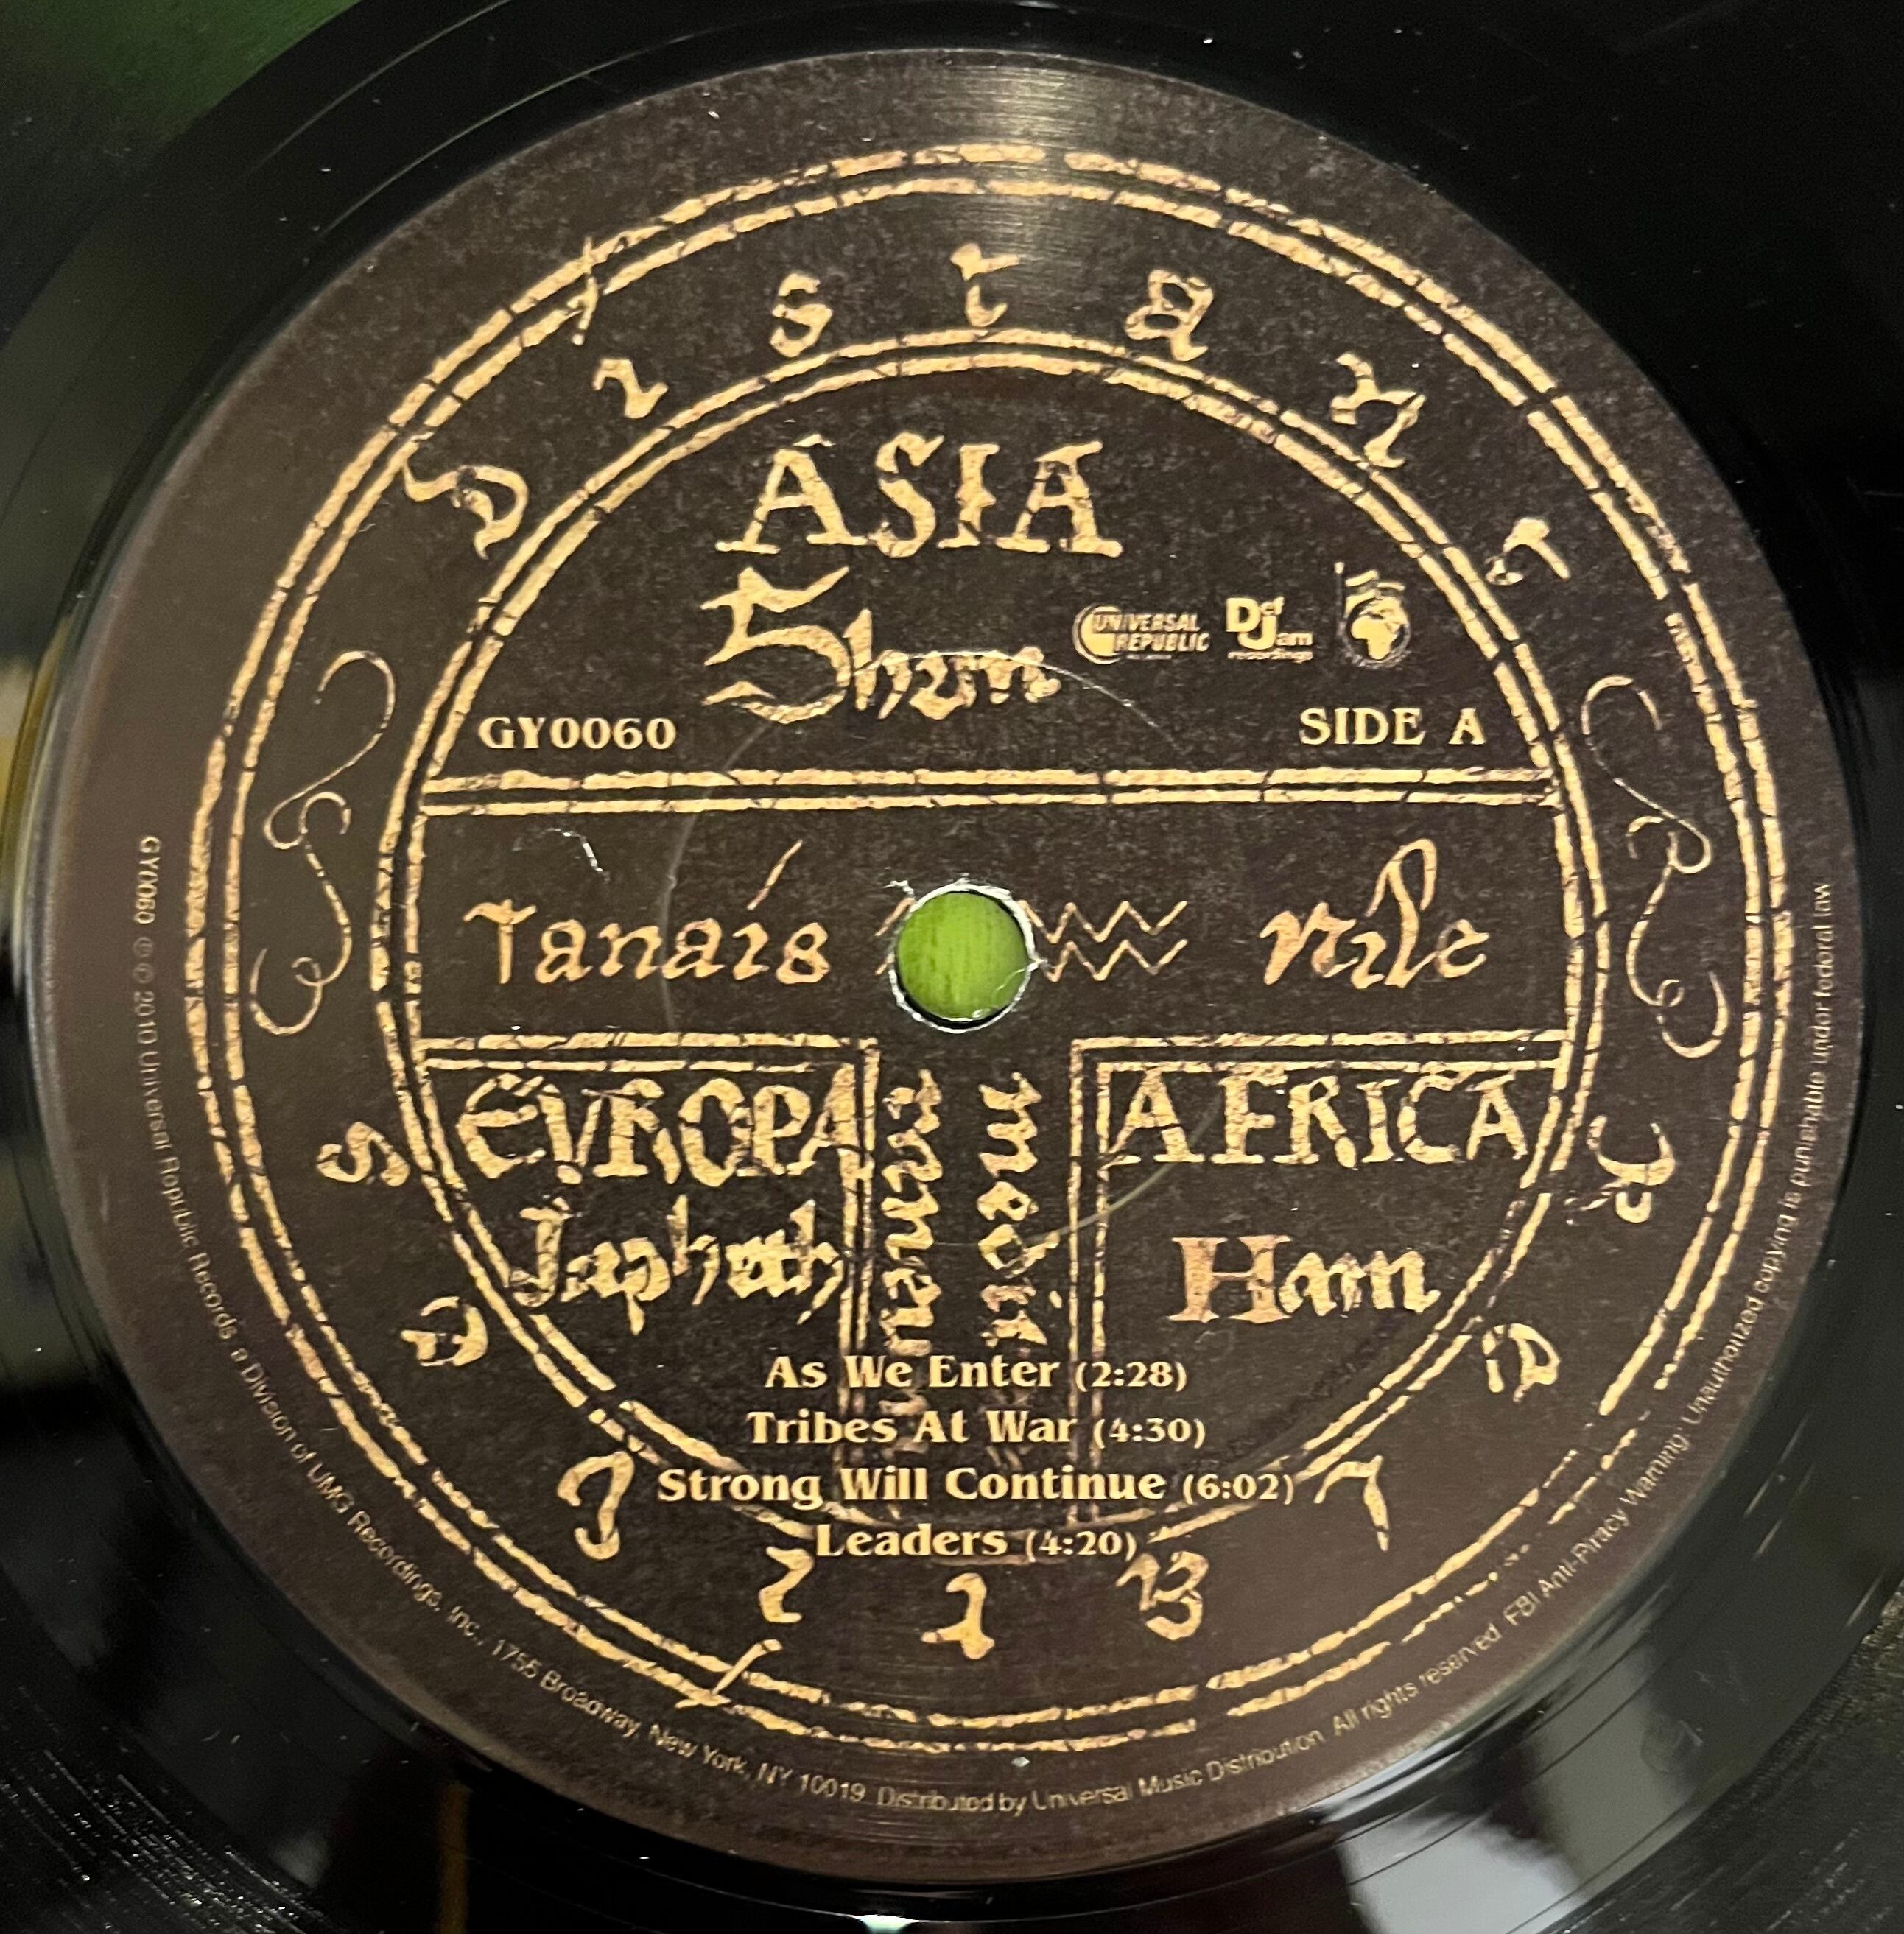 Distant
ASIA
Shem
UNIVERSAL REPUBLIC
Def Jam recordings
GY0060
SIDE A
Tanais
nile
EVROPA
Japheth
medit
erraneum
AFRICA
Ham
As We Enter (2:28)
Tribes At War (4:30)
Strong Will Continue (6:02)
Leaders (4:20)
Relatives
GY0060 ℗ © 2010 Universal Republic Records, a Division of UMG Recordings, Inc., 1755 Broadway, New York, NY 10019. Distributed by Universal Music Distribution. All rights reserved. FBI Anti-Piracy Warning: Unauthorized copying is punishable under federal law.